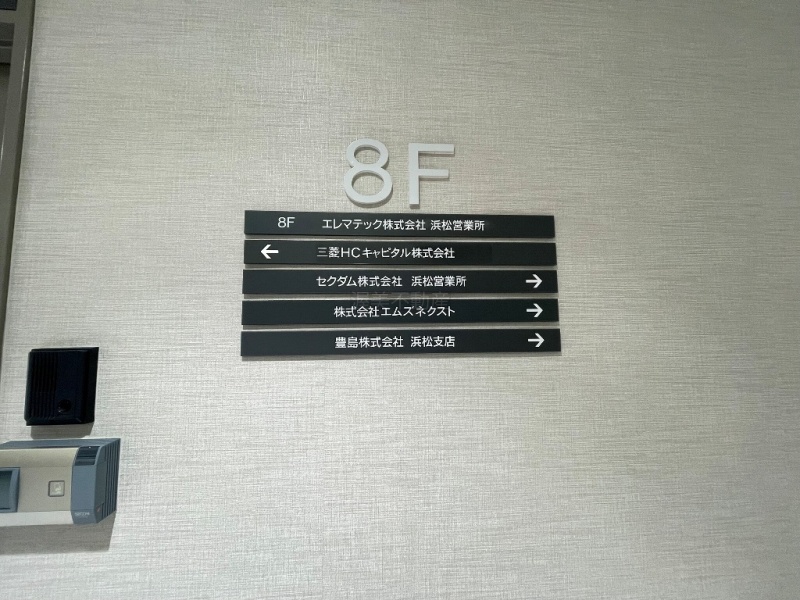 8F
8F エレマテック株式会社 浜松営業所
← 三菱HCキャピタル株式会社
セクダム株式会社 浜松営業所 →
株式会社エムズネクスト →
豊島株式会社 浜松支店 →